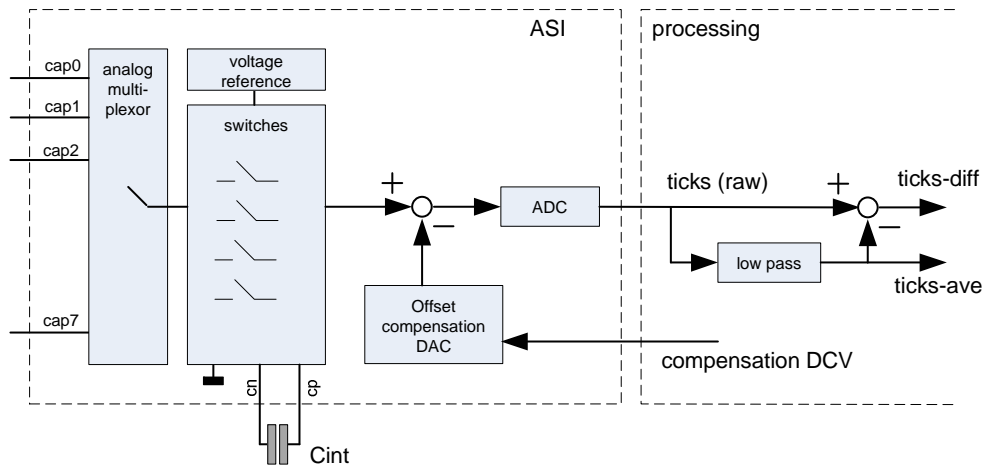 ASI
processing
cap0
cap1
cap2
cap7
analog
multi-
plexor
voltage
reference
switches
+
−
ADC
Offset
compensation
DAC
cn
cp
Cint
ticks (raw)
+
−
ticks-diff
low pass
ticks-ave
compensation DCV